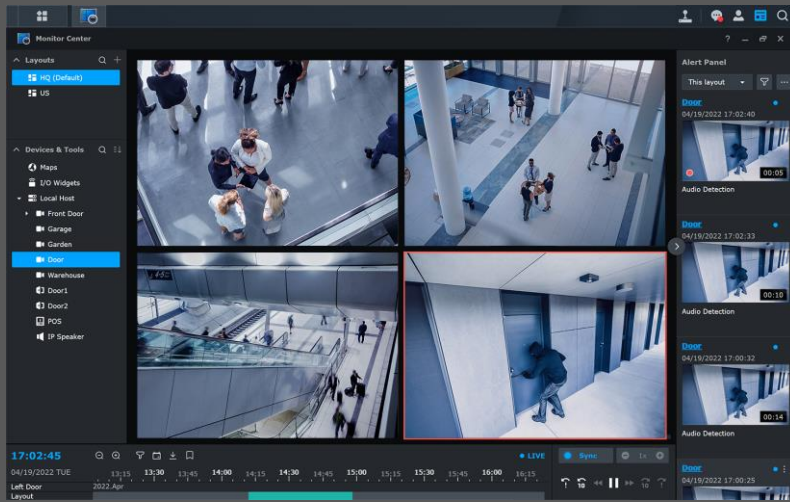 Monitor Center
Layouts
HQ (Default)
US
Devices & Tools
Maps
I/O Widgets
Local Host
Front Door
Garage
Garden
Door
Warehouse
Door1
Door2
POS
IP Speaker
Alert Panel
This layout
Door
04/19/2022 17:02:40
00:05
Audio Detection
Door
04/19/2022 17:02:33
00:10
Audio Detection
Door
04/19/2022 17:00:32
00:14
Audio Detection
Door
04/19/2022 17:00:25
17:02:45
LIVE
Sync
1x
04/19/2022 TUE
13:15 13:30 13:45 14:00 14:15 14:30 14:45 15:00 15:15 15:30 15:45 16:00 16:15
Left Door
2022.Apr
Layout
10
10